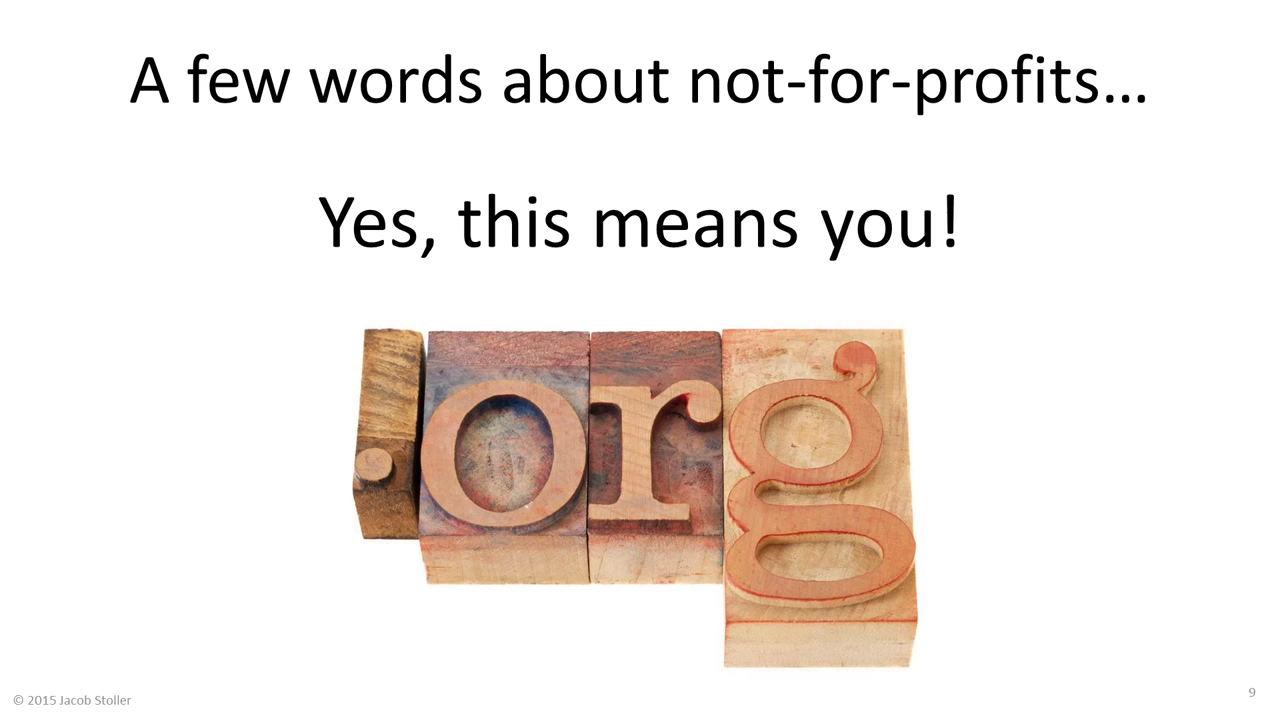 A few words about not-for-profits…
Yes, this means you!
.org
© 2015 Jacob Stoller
9